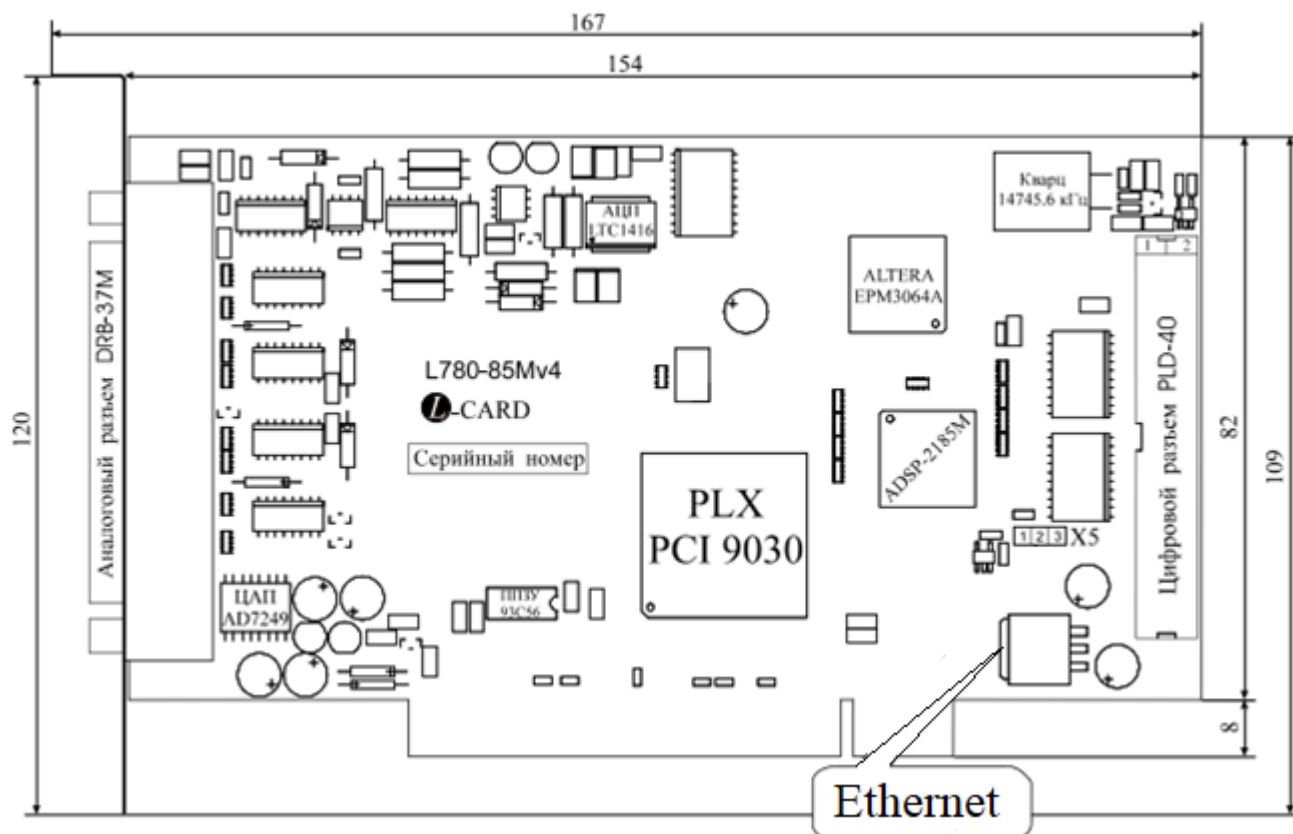 167
154
Кварц
14745.6 кГц
АЦП
LTC1416
1 2
ALTERA
EPM3064A
Аналоговый разъем DRB-37M
L780-85Mv4
L-CARD
Серийный номер
120
82
109
Цифровой разъем PLD-40
ADSP-2185M
PLX
PCI 9030
1 2 3 X5
ЦАП
AD7249
ППЗУ
93C56
8
Ethernet